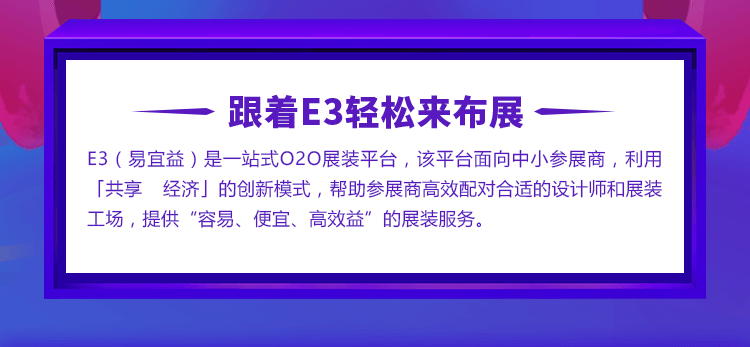 跟着E3轻松来布展
E3（易宜益）是一站式O2O展装平台，该平台面向中小参展商，利用
「共享　经济」的创新模式，帮助参展商高效配对合适的设计师和展装
工场，提供“容易、便宜、高效益”的展装服务。